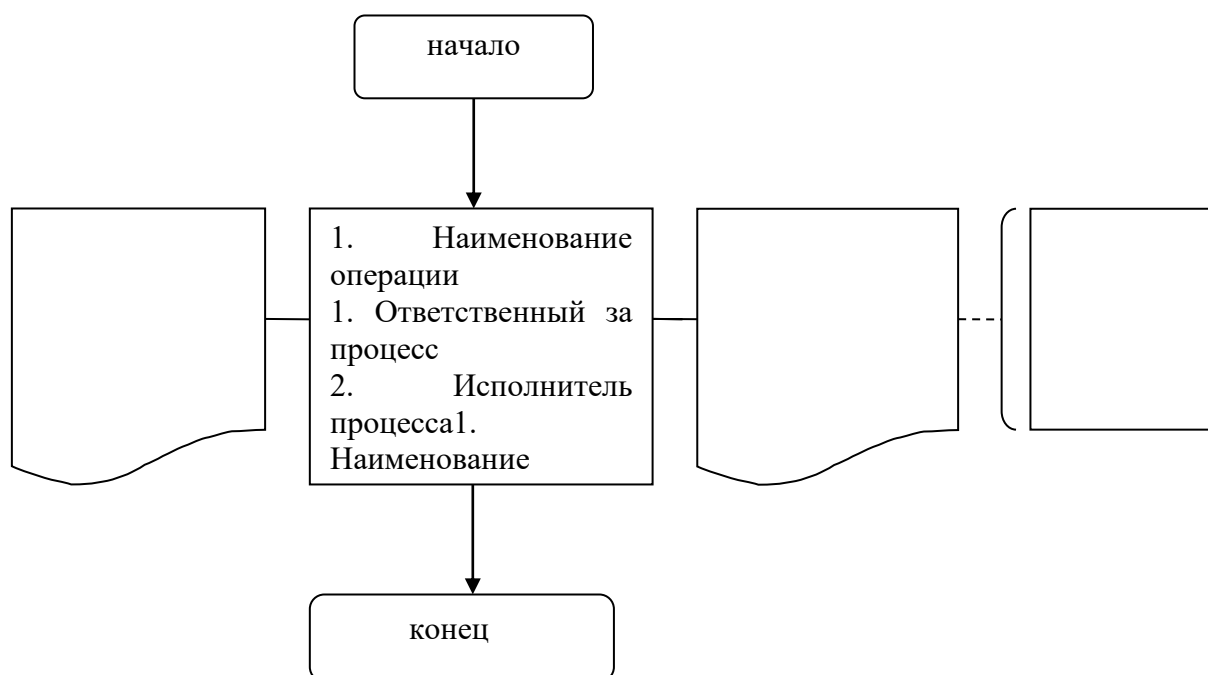 начало
1. Наименование
операции
1. Ответственный за
процесс
2. Исполнитель
процесса1.
Наименование
конец